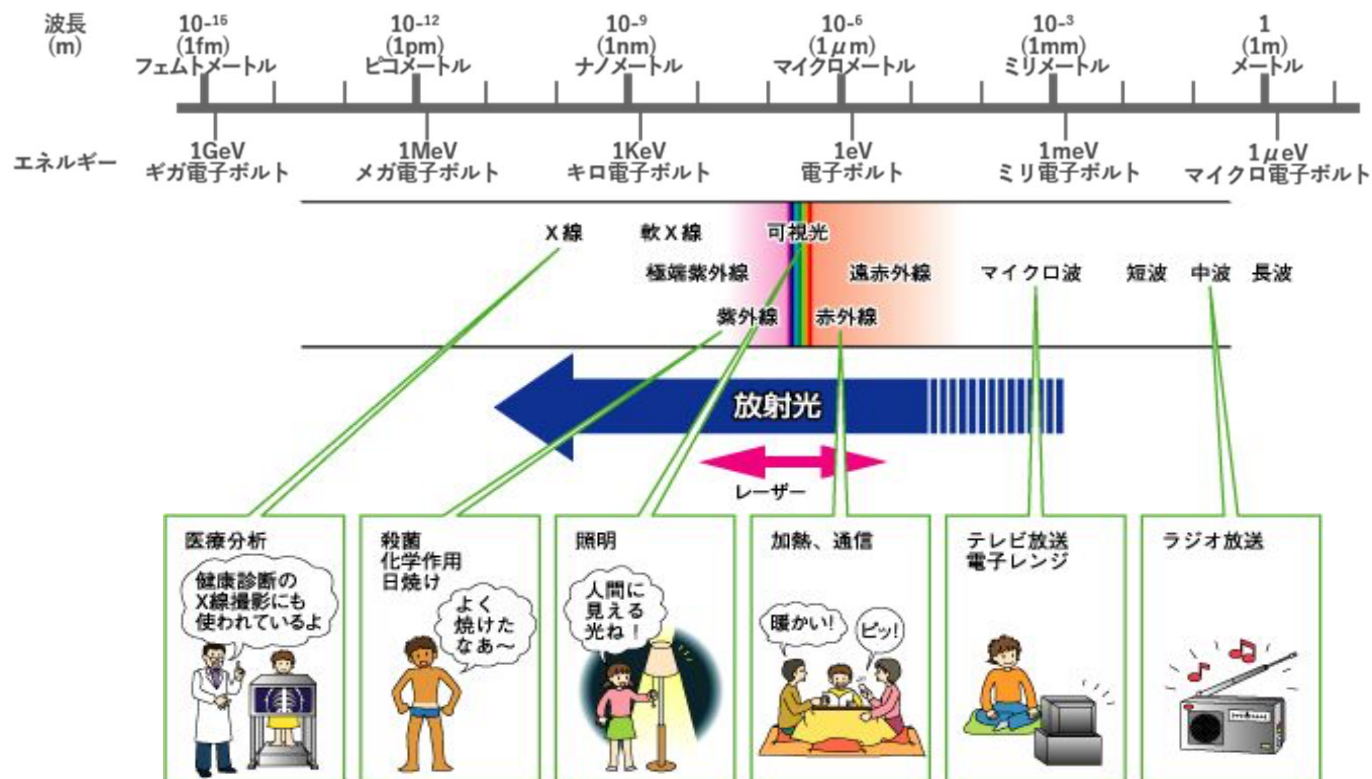 波長
(m)
10-16
(1fm)
フェムトメートル
10-12
(1pm)
ピコメートル
10-9
(1nm)
ナノメートル
10-6
(1μm)
マイクロメートル
10-3
(1mm)
ミリメートル
1
(1m)
メートル
エネルギー
1GeV
ギガ電子ボルト
1MeV
メガ電子ボルト
1KeV
キロ電子ボルト
1eV
電子ボルト
1meV
ミリ電子ボルト
1μeV
マイクロ電子ボルト
X線
軟X線
可視光
極端紫外線
遠赤外線
マイクロ波
短波
中波
長波
紫外線
赤外線
放射光
レーザー
医療分析
健康診断の
X線撮影にも
使われているよ
殺菌
化学作用
日焼け
よく
焼けた
なあ〜
照明
人間に
見える
光ね！
加熱、通信
暖かい!
ピッ!
テレビ放送
電子レンジ
ラジオ放送